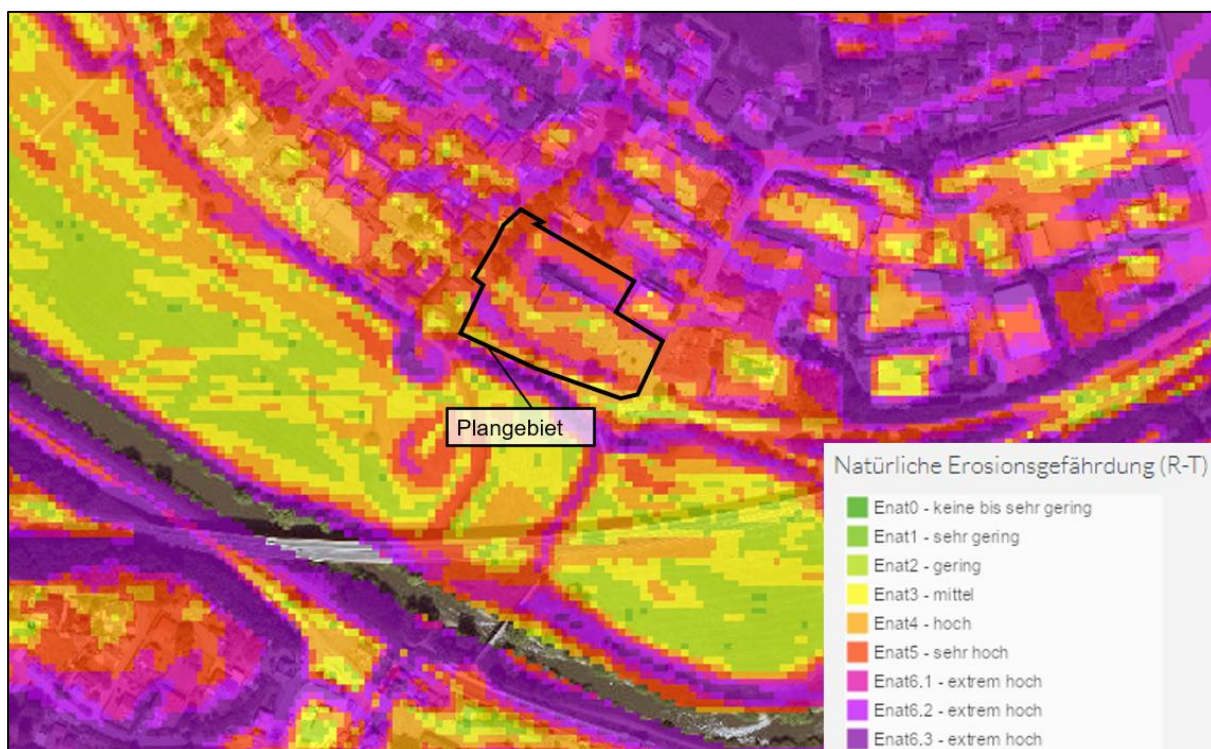 Plangebiet
Natürliche Erosionsgefährdung (R-T)
Enat0 - keine bis sehr gering
Enat1 - sehr gering
Enat2 - gering
Enat3 - mittel
Enat4 - hoch
Enat5 - sehr hoch
Enat6.1 - extrem hoch
Enat6.2 - extrem hoch
Enat6.3 - extrem hoch